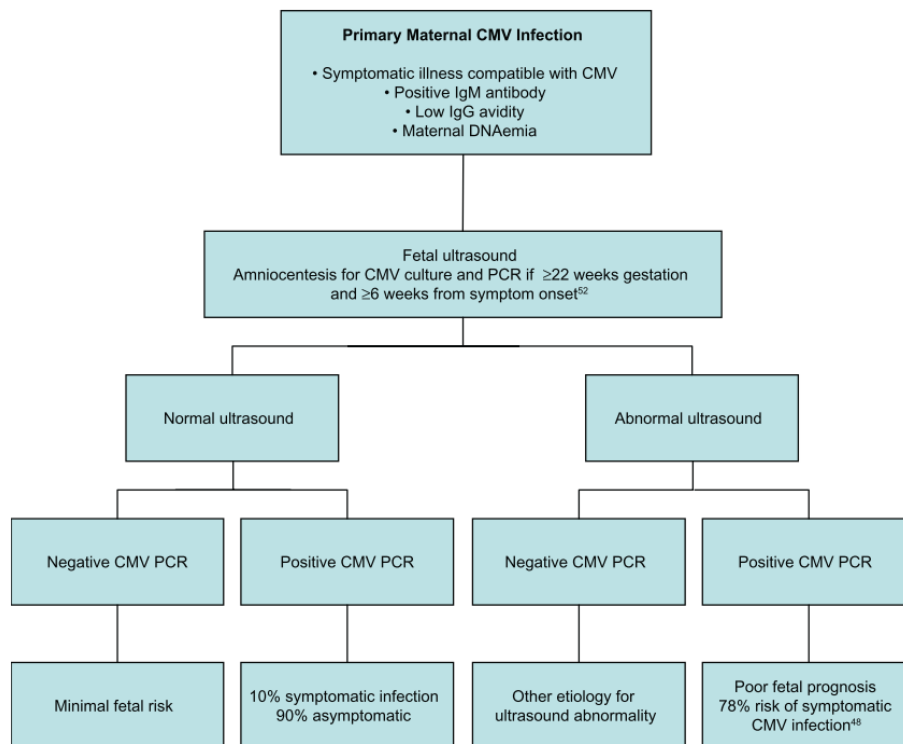 Primary Maternal CMV Infection
• Symptomatic illness compatible with CMV
• Positive IgM antibody
• Low IgG avidity
• Maternal DNAemia
Fetal ultrasound
Amniocentesis for CMV culture and PCR if ≥22 weeks gestation
and ≥6 weeks from symptom onset52
Normal ultrasound
Abnormal ultrasound
Negative CMV PCR
Positive CMV PCR
Negative CMV PCR
Positive CMV PCR
Minimal fetal risk
10% symptomatic infection
90% asymptomatic
Other etiology for
ultrasound abnormality
Poor fetal prognosis
78% risk of symptomatic
CMV infection48